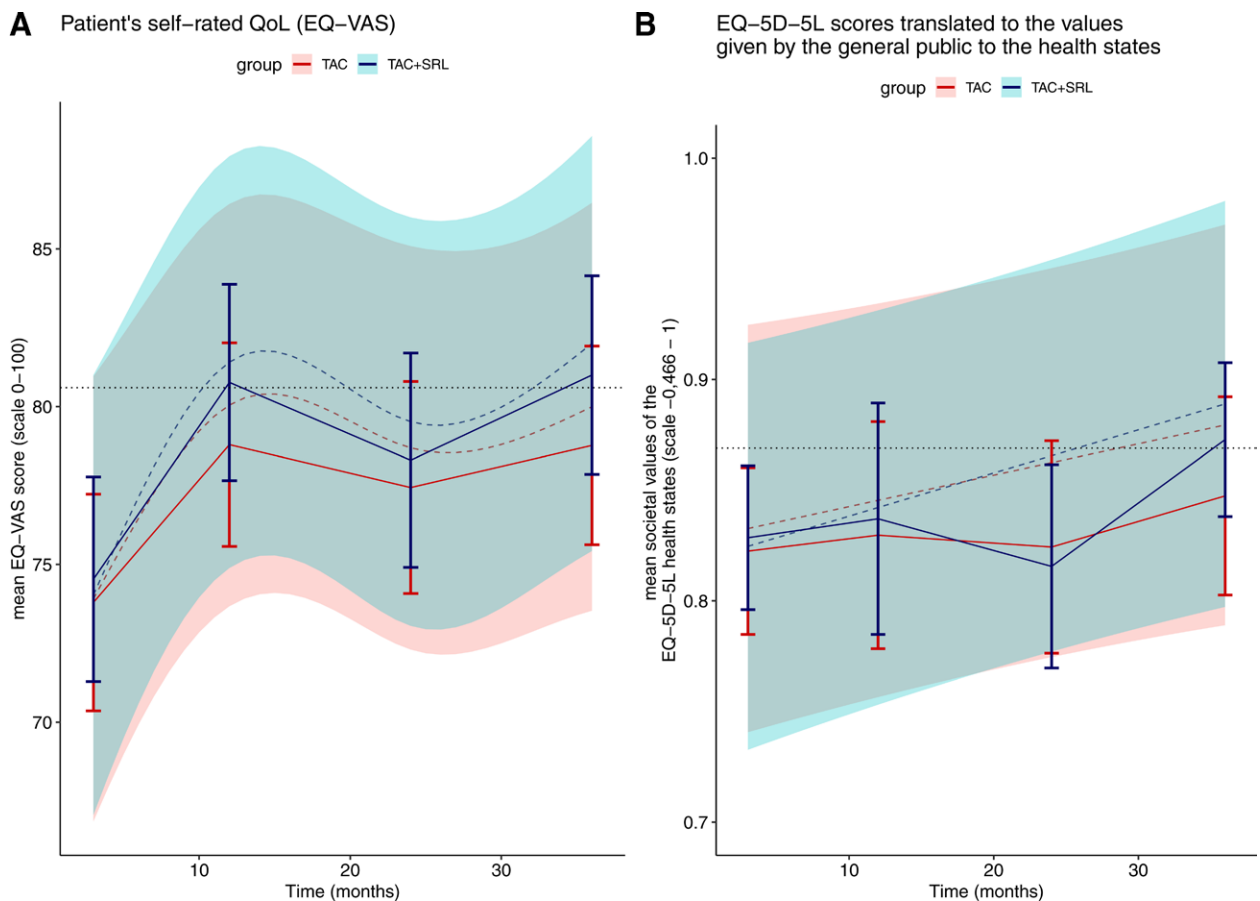 A
Patient's self−rated QoL (EQ−VAS)
group TAC TAC+SRL
mean EQ−VAS score (scale 0−100)
85
80
75
70
10 20 30
Time (months)
B
EQ−5D−5L scores translated to the values
given by the general public to the health states
group TAC TAC+SRL
mean societal values of the
EQ−5D−5L health states (scale −0,466 − 1)
1.0
0.9
0.8
0.7
10 20 30
Time (months)